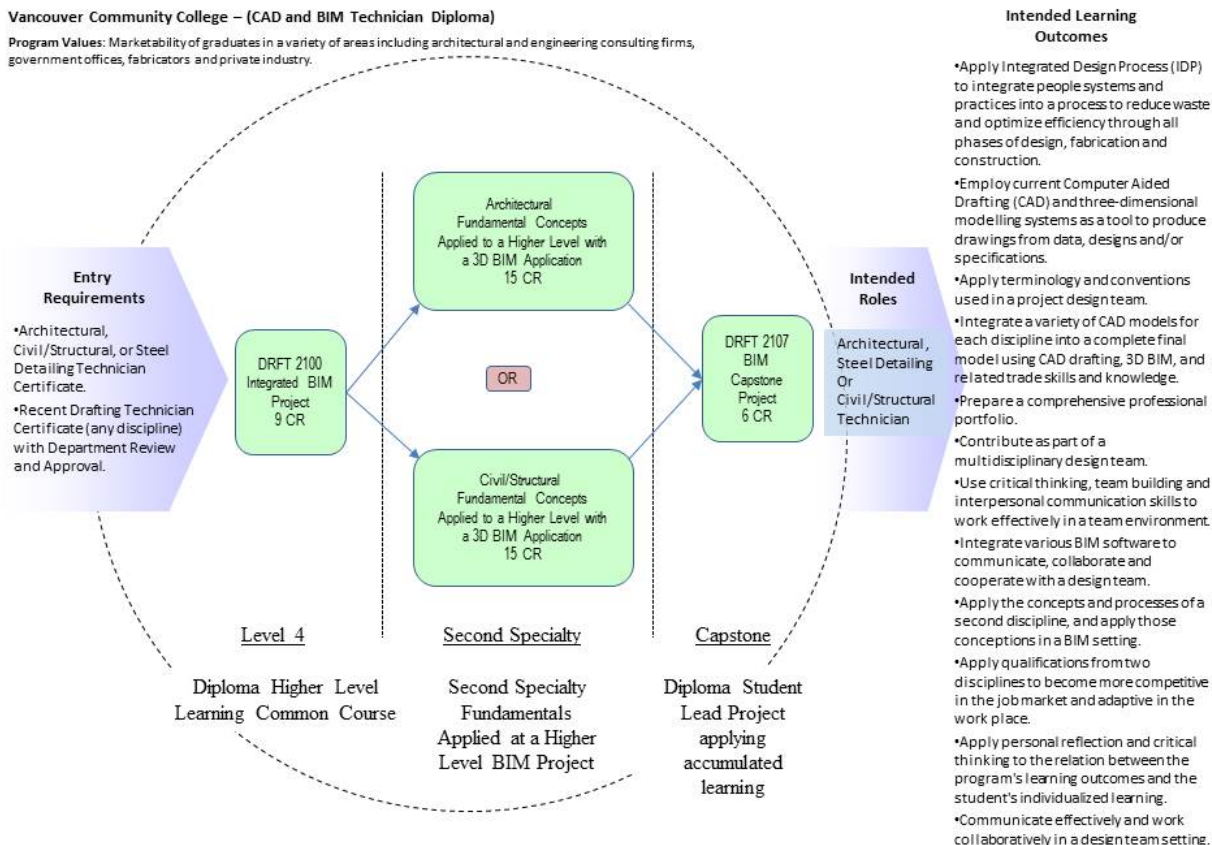 Vancouver Community College – (CAD and BIM Technician Diploma)
Program Values: Marketability of graduates in a variety of areas including architectural and engineering consulting firms,
government offices, fabricators and private industry.
Entry
Requirements
•Architectural,
Civil/Structural, or Steel
Detailing Technician
Certificate.
•Recent Drafting Technician
Certificate (any discipline)
with Department Review
and Approval.
DRFT 2100
Integrated BIM
Project
9 CR
Architectural
Fundamental Concepts
Applied to a Higher Level with
a 3D BIM Application
15 CR
OR
Civil/Structural
Fundamental Concepts
Applied to a Higher Level with
a 3D BIM Application
15 CR
DRFT 2107
BIM
Capstone
Project
6 CR
Intended
Roles
Architectural,
Steel Detailing
Or
Civil/Structural
Technician
Level 4
Diploma Higher Level
Learning Common Course
Second Specialty
Second Specialty
Fundamentals
Applied at a Higher
Level BIM Project
Capstone
Diploma Student
Lead Project
applying
accumulated
learning
Intended Learning
Outcomes
•Apply Integrated Design Process (IDP)
to integrate people systems and
practices into a process to reduce waste
and optimize efficiency through all
phases of design, fabrication and
construction.
•Employ current Computer Aided
Drafting (CAD) and three-dimensional
modelling systems as a tool to produce
drawings from data, designs and/or
specifications.
•Apply terminology and conventions
used in a project design team.
•Integrate a variety of CAD models for
each discipline into a complete final
model using CAD drafting, 3D BIM, and
related trade skills and knowledge.
•Prepare a comprehensive professional
portfolio.
•Contribute as part of a
multidisciplinary design team.
•Use critical thinking, team building and
interpersonal communication skills to
work effectively in a team environment.
•Integrate various BIM software to
communicate, collaborate and
cooperate with a design team.
•Apply the concepts and processes of a
second discipline, and apply those
conceptions in a BIM setting.
•Apply qualifications from two
disciplines to become more competitive
in the job market and adaptive in the
work place.
•Apply personal reflection and critical
thinking to the relation between the
program's learning outcomes and the
student's individualized learning.
•Communicate effectively and work
collaboratively in a design team setting.